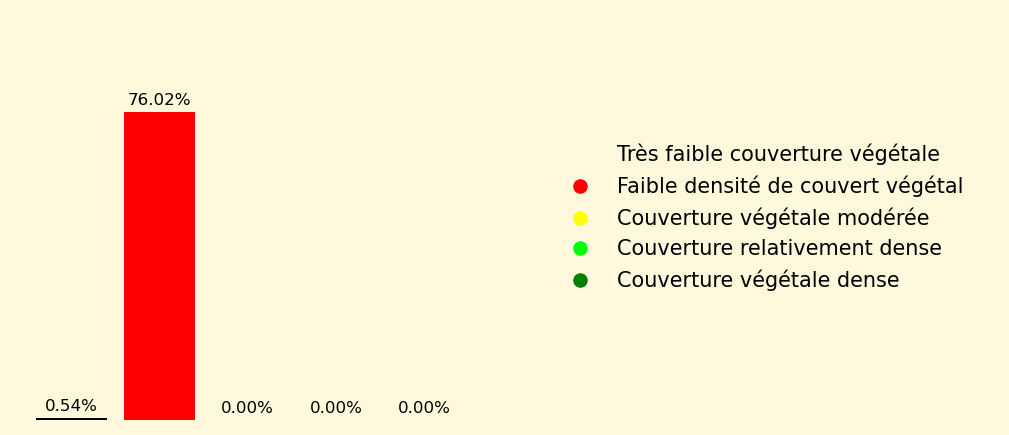 76.02%
0.54%
0.00%
0.00%
0.00%
Très faible couverture végétale
Faible densité de couvert végétal
Couverture végétale modérée
Couverture relativement dense
Couverture végétale dense